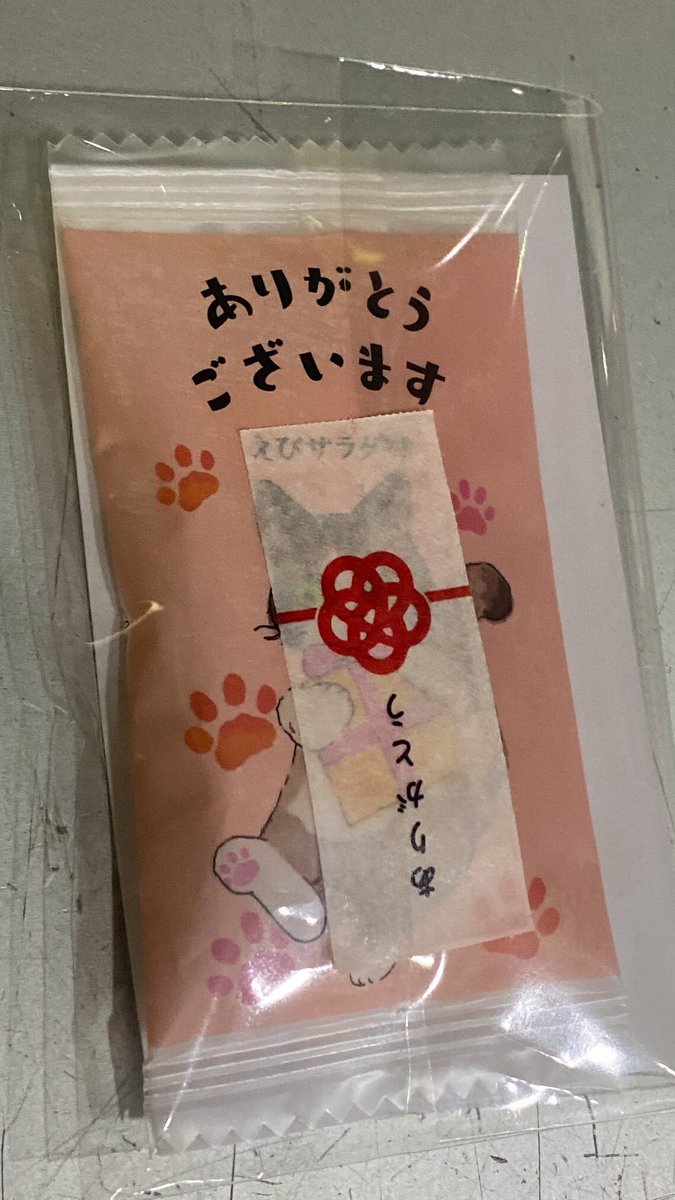 ありがとう
ございます
えびサラダ味
ありがとう